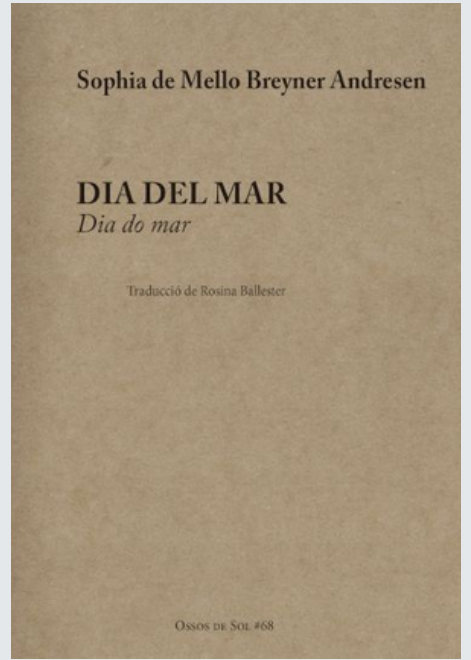 Sophia de Mello Breyner Andresen
DIA DEL MAR
Dia do mar
Traducció de Rosina Ballester
Ossos de Sol #68